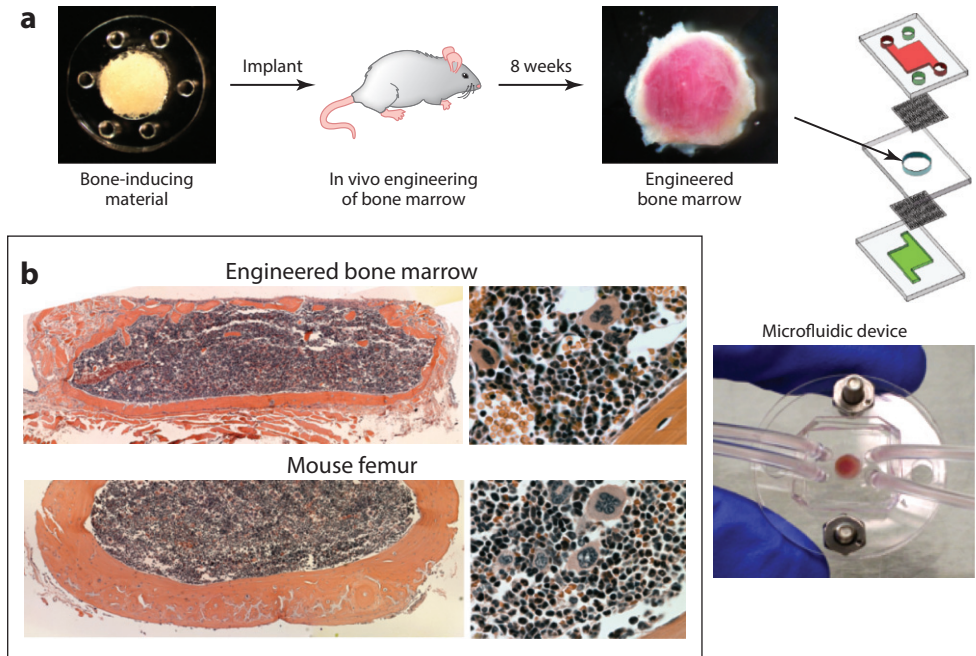 a
Implant
8 weeks
Bone-inducing
material
In vivo engineering
of bone marrow
Engineered
bone marrow
b
Engineered bone marrow
Mouse femur
Microfluidic device